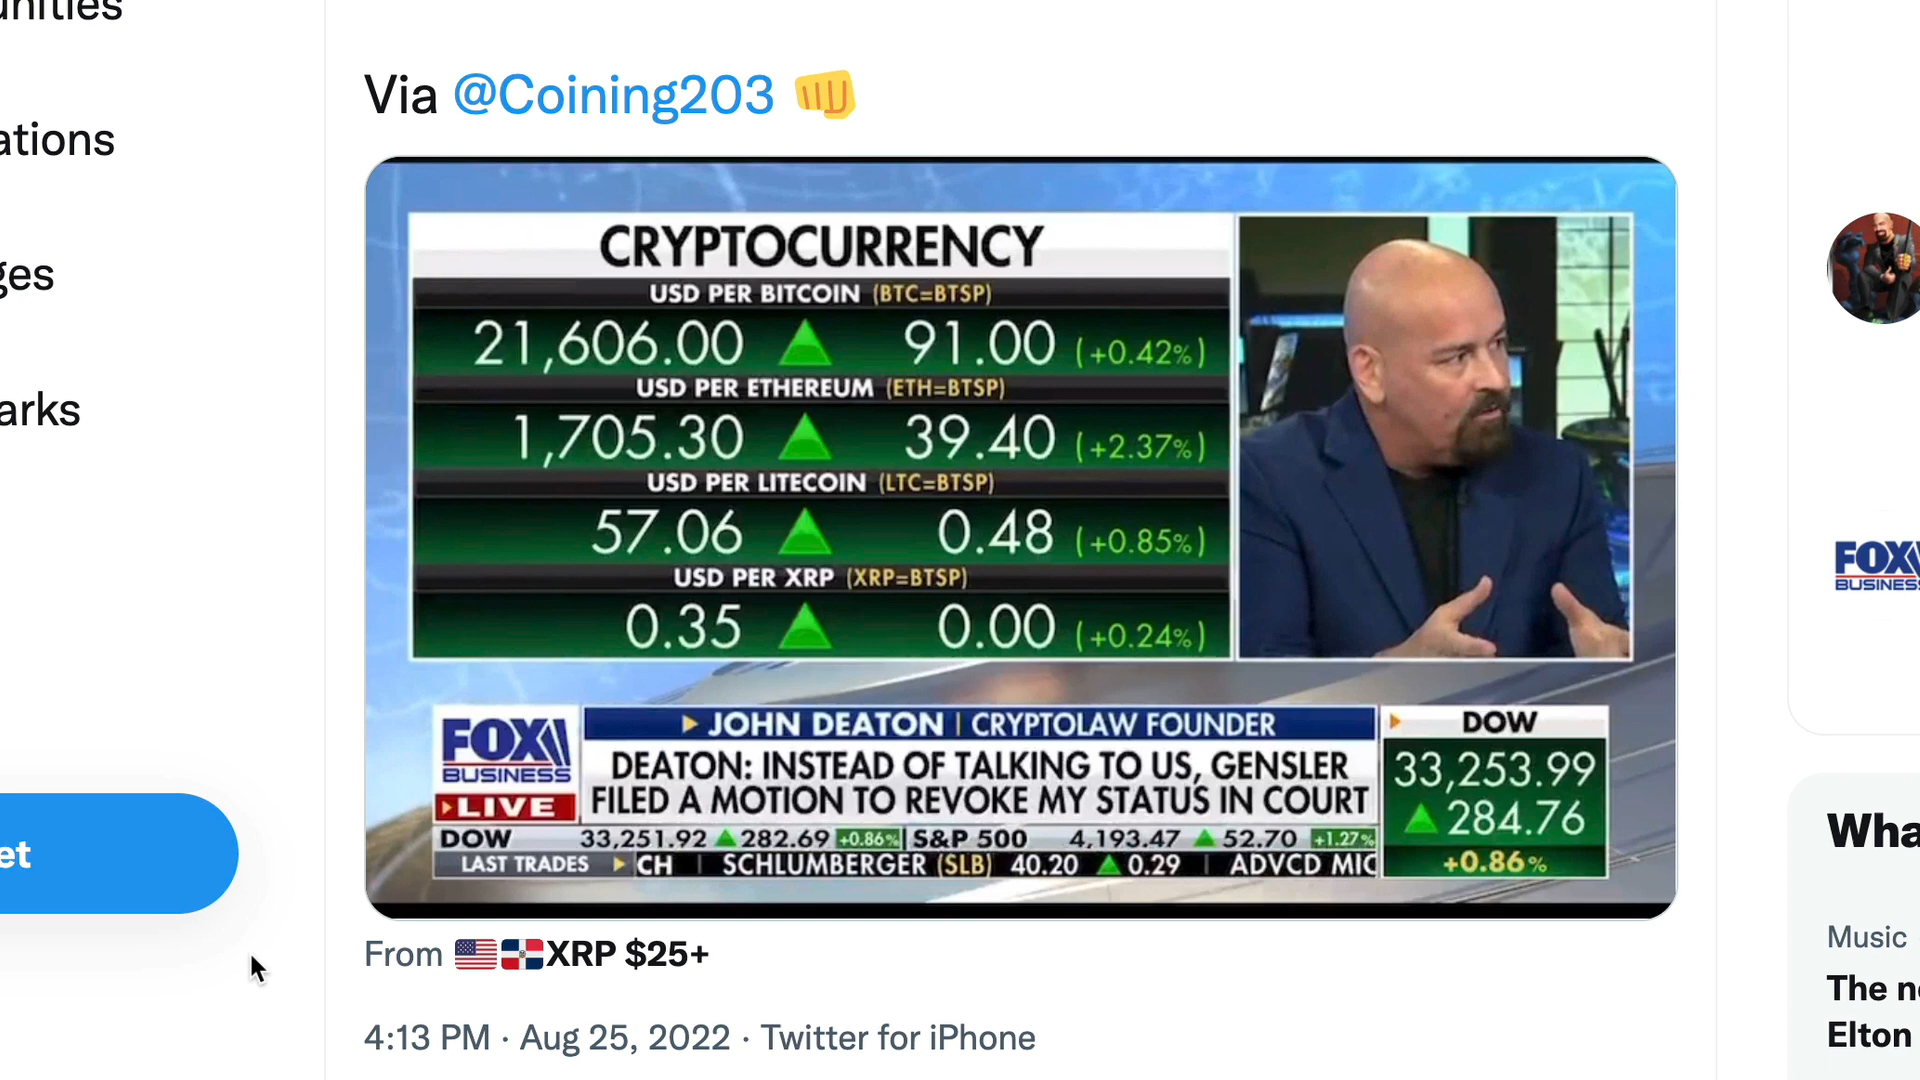 Via @Coining203 👊
CRYPTOCURRENCY
USD PER BITCOIN (BTC=BTSP)
21,606.00 ▲ 91.00 (+0.42%)
USD PER ETHEREUM (ETH=BTSP)
1,705.30 ▲ 39.40 (+2.37%)
USD PER LITECOIN (LTC=BTSP)
57.06 ▲ 0.48 (+0.85%)
USD PER XRP (XRP=BTSP)
0.35 ▲ 0.00 (+0.24%)
FOX
BUSINESS
LIVE
JOHN DEATON | CRYPTOLAW FOUNDER
DEATON: INSTEAD OF TALKING TO US, GENSLER
FILED A MOTION TO REVOKE MY STATUS IN COURT
DOW 33,251.92 ▲ 282.69 +0.86% S&P 500 4,193.47 ▲ 52.70 +1.27%
LAST TRADES CH SCHLUMBERGER (SLB) 40.20 ▲ 0.29 ADVCD MIC
DOW
33,253.99
▲ 284.76
+0.86%
From 🇺🇸🇩🇴XRP $25+
4:13 PM · Aug 25, 2022 · Twitter for iPhone
unities
ations
ges
arks
et
FOX
BUSINESS
Wha
Music
The n
Elton